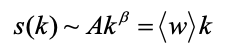 s(k) ~ Ak^β = ⟨w⟩k